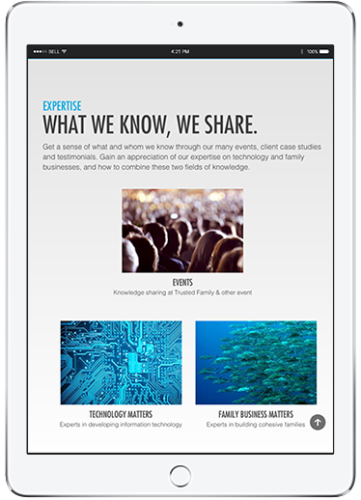 BELL
4:21 PM
100%
EXPERTISE
WHAT WE KNOW, WE SHARE.
Get a sense of what and whom we know through our many events, client case studies
and testimonials. Gain an appreciation of our expertise on technology and family
businesses, and how to combine these two fields of knowledge.
EVENTS
Knowledge sharing at Trusted Family & other event
TECHNOLOGY MATTERS
Experts in developing information technology
FAMILY BUSINESS MATTERS
Experts in building cohesive families